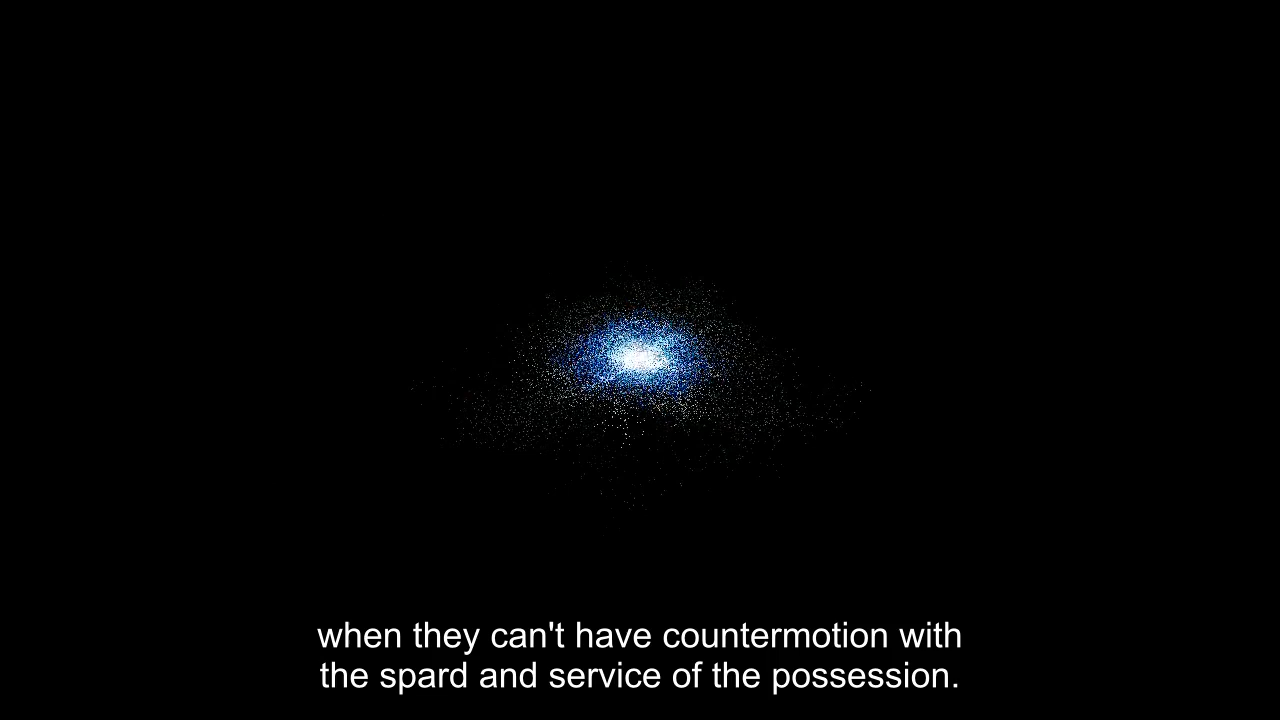 when they can't have countermotion with
the spard and service of the possession.